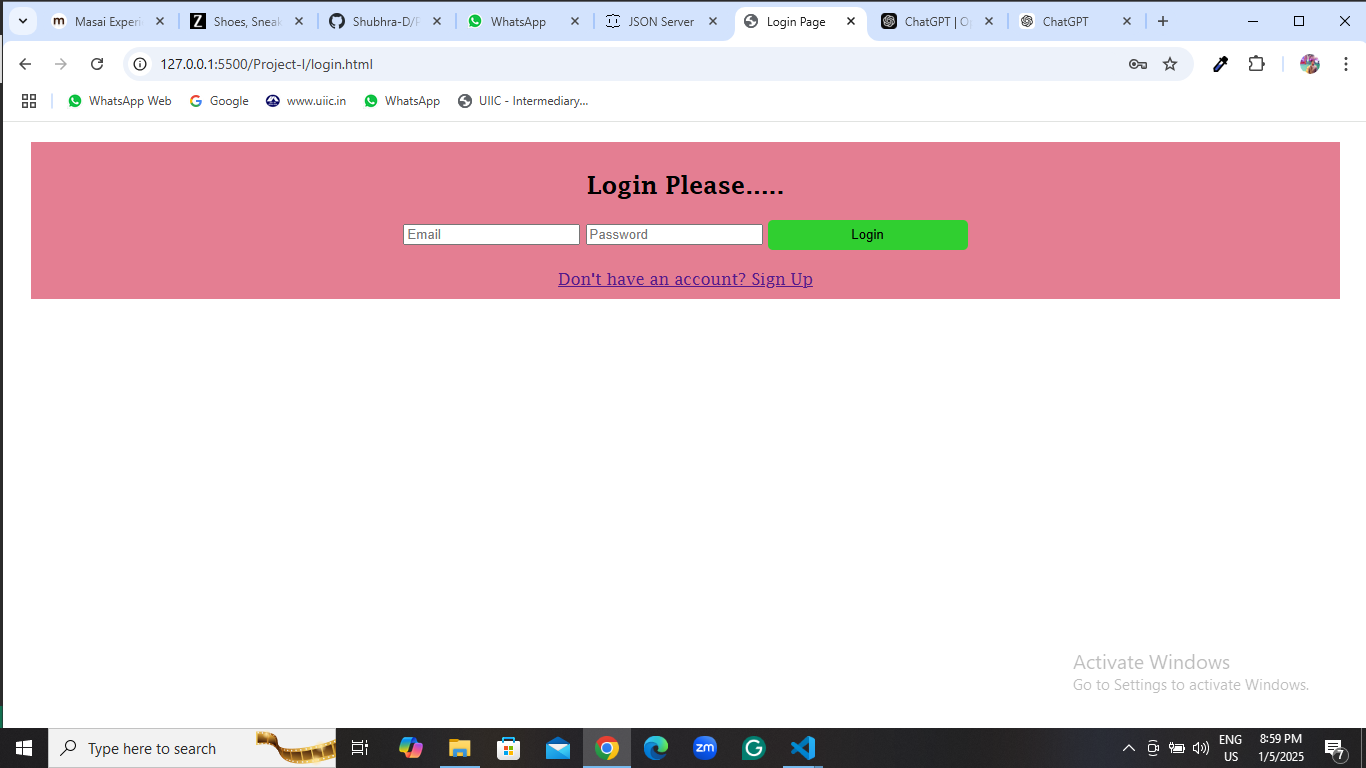 Masai Experi
Shoes, Sneak
Shubhra-D/P
WhatsApp
JSON Server
Login Page
ChatGPT | Op
ChatGPT
127.0.0.1:5500/Project-I/login.html
WhatsApp Web
Google
www.uiic.in
WhatsApp
UIIC - Intermediary...
Login Please.....
Email
Password
Login
Don't have an account? Sign Up
Activate Windows
Go to Settings to activate Windows.
Type here to search
zm
ENG
US
8:59 PM
1/5/2025
7